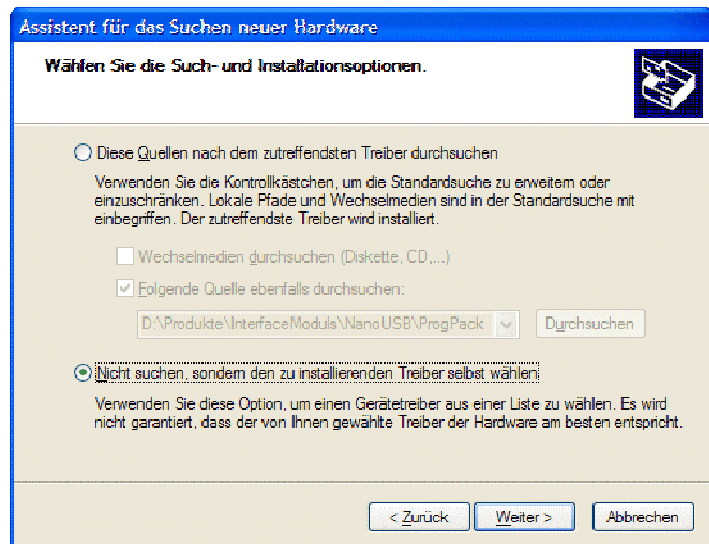 Assistent für das Suchen neuer Hardware
Wählen Sie die Such- und Installationsoptionen.
Diese Quellen nach dem zutreffendsten Treiber durchsuchen
Verwenden Sie die Kontrollkästchen, um die Standardsuche zu erweitern oder
einzuschränken. Lokale Pfade und Wechselmedien sind in der Standardsuche mit
einbegriffen. Der zutreffendste Treiber wird installiert.
Wechselmedien durchsuchen (Diskette, CD,...)
Folgende Quelle ebenfalls durchsuchen:
D:\Produkte\InterfaceModuls\NanoUSB\ProgPack Durchsuchen
Nicht suchen, sondern den zu installierenden Treiber selbst wählen
Verwenden Sie diese Option, um einen Gerätetreiber aus einer Liste zu wählen. Es wird
nicht garantiert, dass der von Ihnen gewählte Treiber der Hardware am besten entspricht.
< Zurück Weiter > Abbrechen